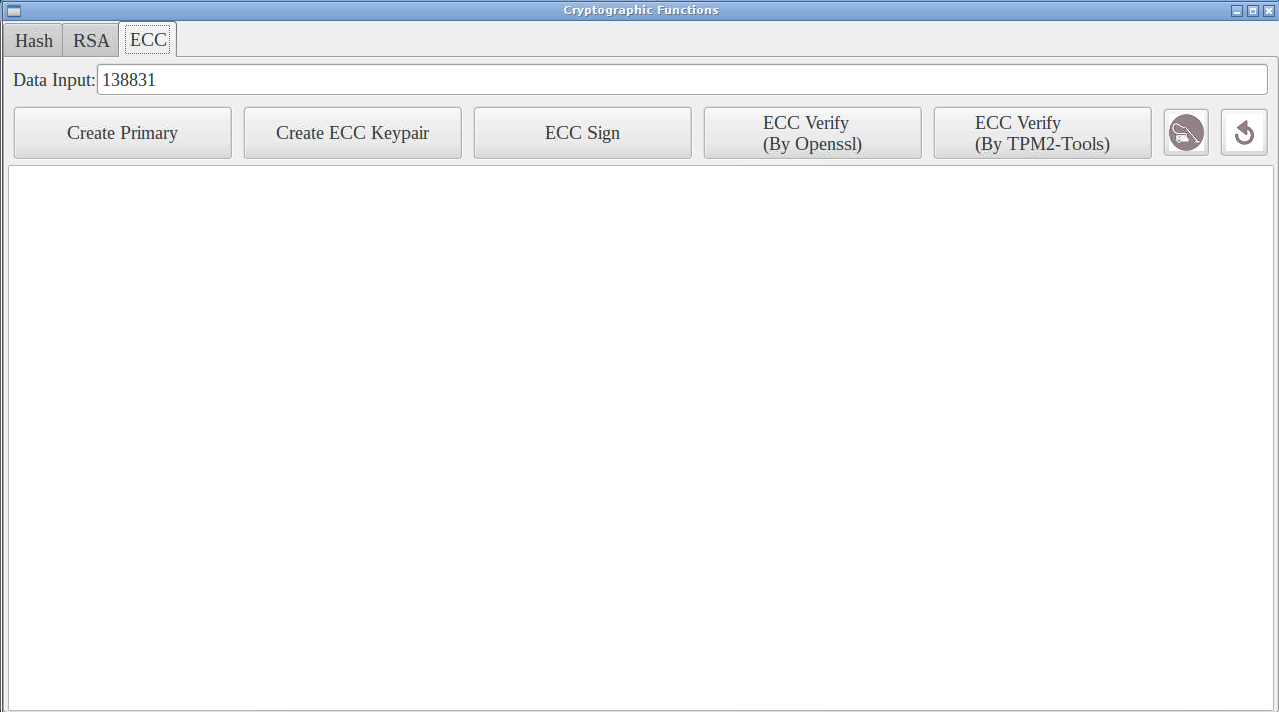 Cryptographic Functions
Hash RSA ECC
Data Input: 138831
Create Primary
Create ECC Keypair
ECC Sign
ECC Verify
(By Openssl)
ECC Verify
(By TPM2-Tools)